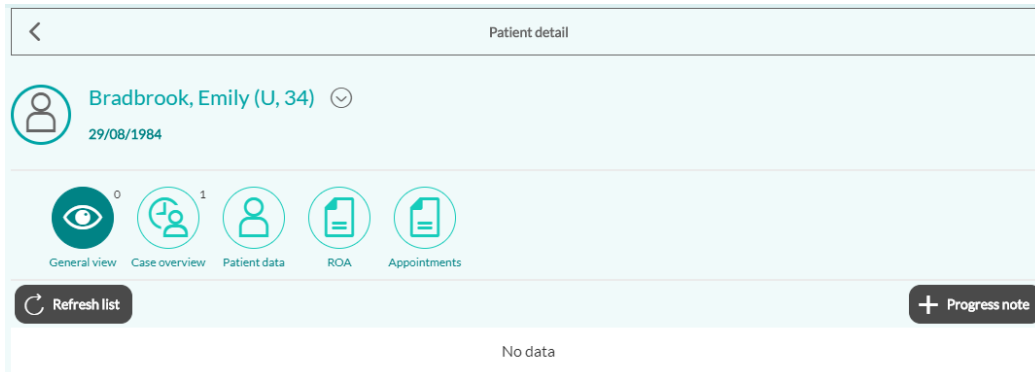 Patient detail
Bradbrook, Emily (U, 34)
29/08/1984
0
1
General view
Case overview
Patient data
ROA
Appointments
Refresh list
Progress note
No data